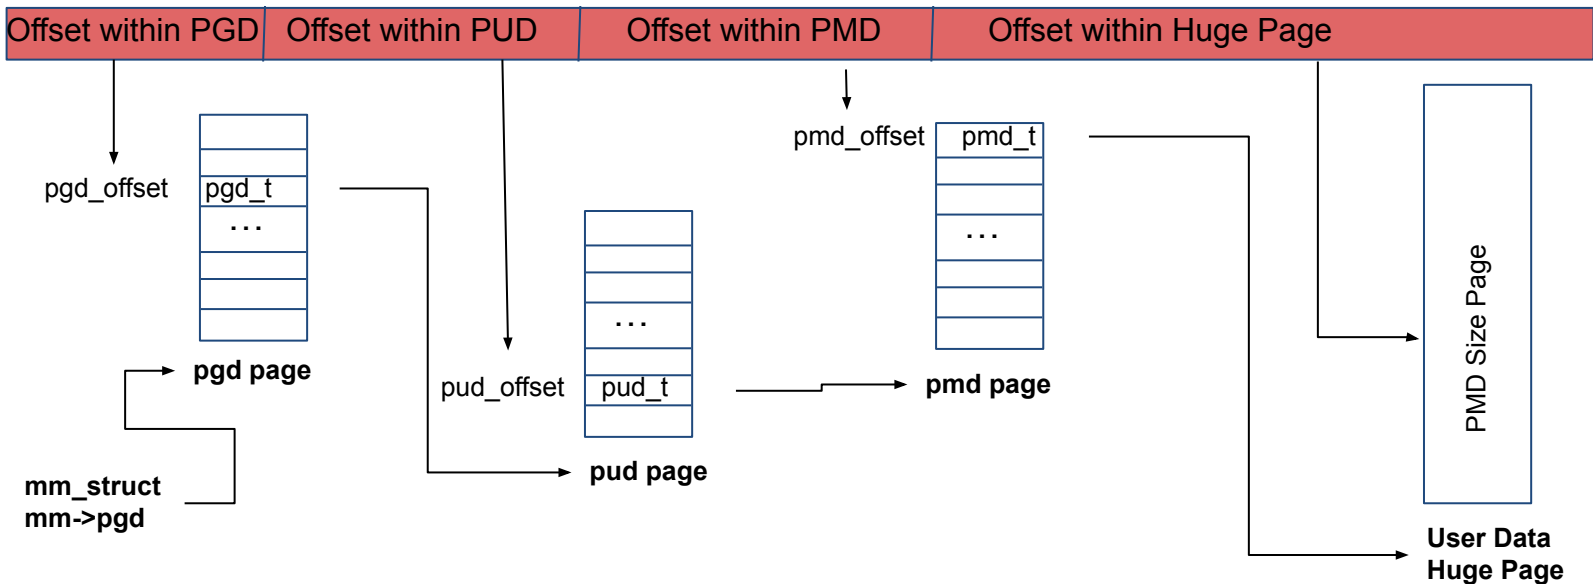 Offset within PGD
Offset within PUD
Offset within PMD
Offset within Huge Page
pgd_offset
pgd_t
...
pgd page
mm_struct
mm->pgd
pud_offset
...
pud_t
pud page
pmd_offset
pmd_t
...
pmd page
PMD Size Page
User Data
Huge Page